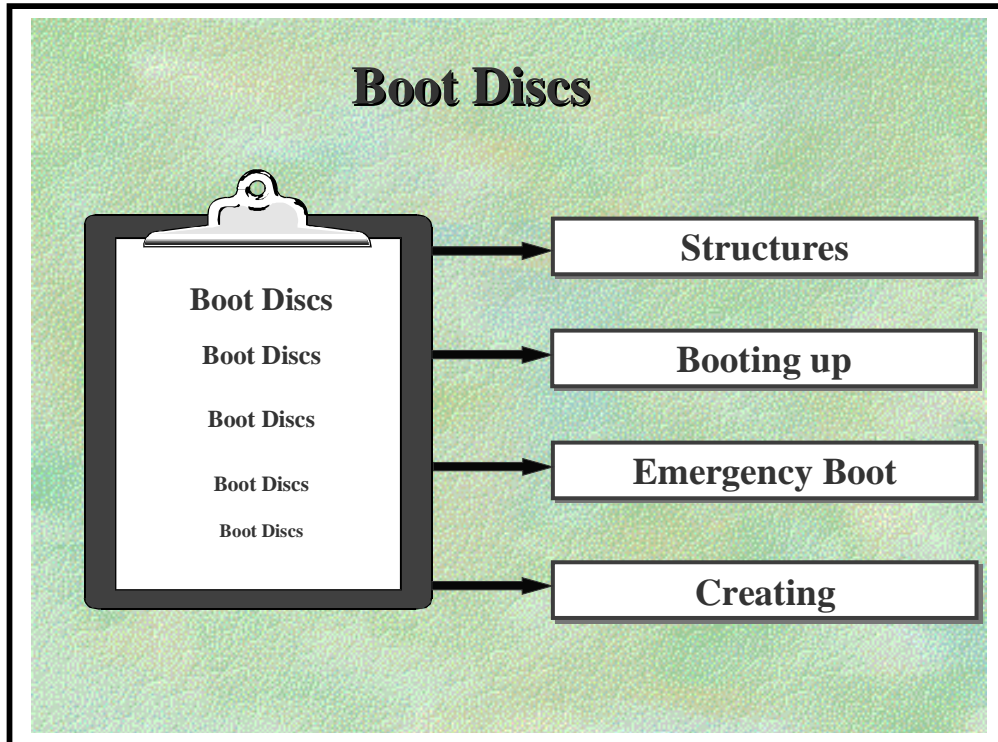 Boot Discs
Boot Discs
Boot Discs
Boot Discs
Boot Discs
Boot Discs
Structures
Booting up
Emergency Boot
Creating